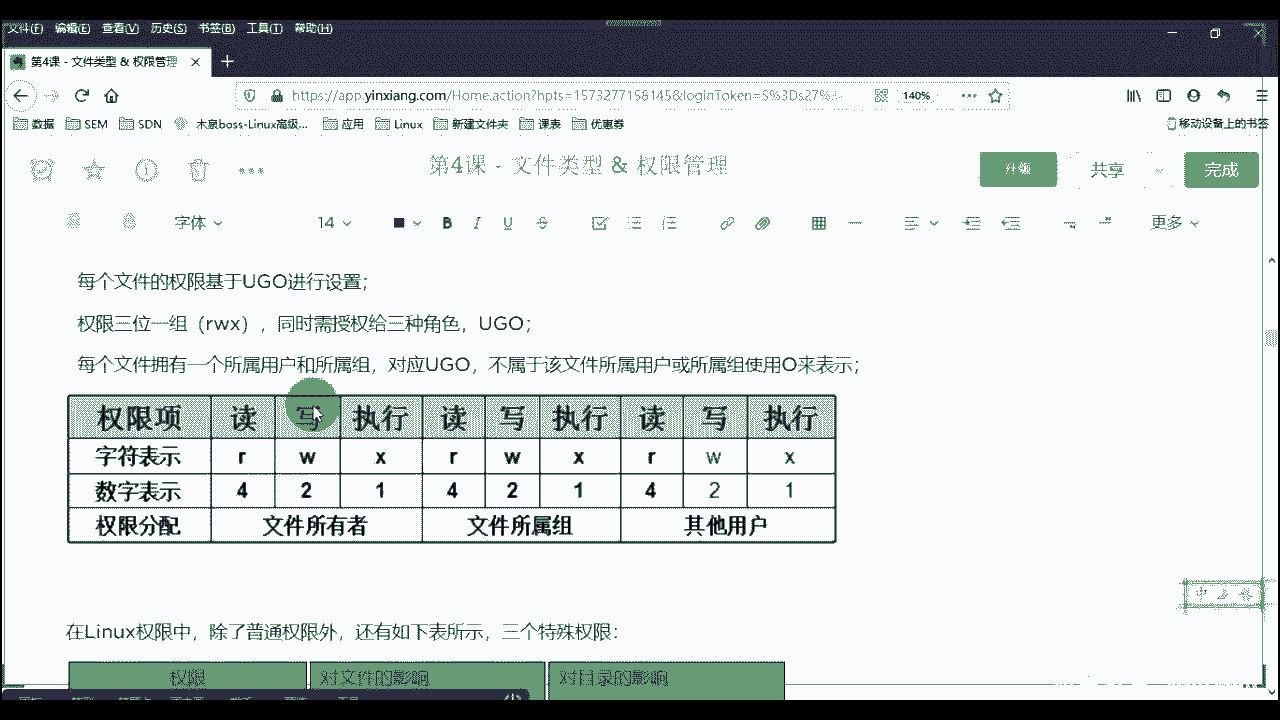 文件(F) 编辑(E) 查看(V) 历史(S) 书签(B) 工具(T) 帮助(H)
第4课 - 文件类型 & 权限管理
https://app.yinxiang.com/Home.action?hpts=1573277158145&loginToken=S%3Ds27% 140%
数据 SEM SDN 木泉boss-Linux高级... 应用 Linux 新建文件夹 课表 优惠券 移动设备上的书签
第4课 - 文件类型 & 权限管理 升级 共享 完成
字体 14 B I U S 更多
每个文件的权限基于UGO进行设置；
权限三位一组（rwx），同时需授权给三种角色，UGO；
每个文件拥有一个所属用户和所属组，对应UGO，不属于该文件所属用户或所属组使用O来表示；
权限项 读 写 执行 读 写 执行 读 写 执行
字符表示 r w x r w x r w x
数字表示 4 2 1 4 2 1 4 2 1
权限分配 文件所有者 文件所属组 其他用户
在Linux权限中，除了普通权限外，还有如下表所示，三个特殊权限：
权限 对文件的影响 对目录的影响